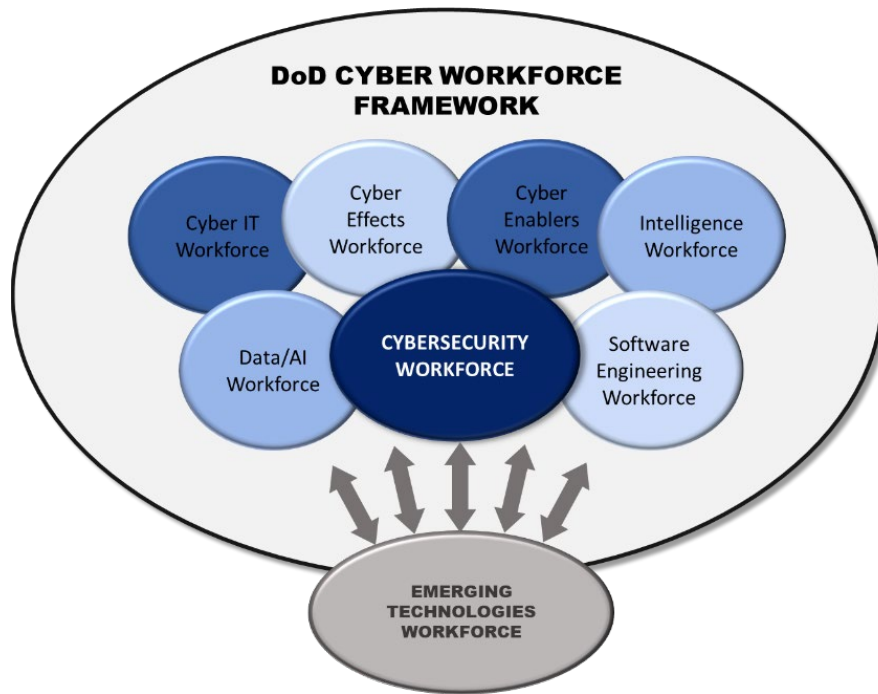 DoD CYBER WORKFORCE
FRAMEWORK
Cyber IT
Workforce
Cyber
Effects
Workforce
Cyber
Enablers
Workforce
Intelligence
Workforce
Data/AI
Workforce
CYBERSECURITY
WORKFORCE
Software
Engineering
Workforce
EMERGING
TECHNOLOGIES
WORKFORCE